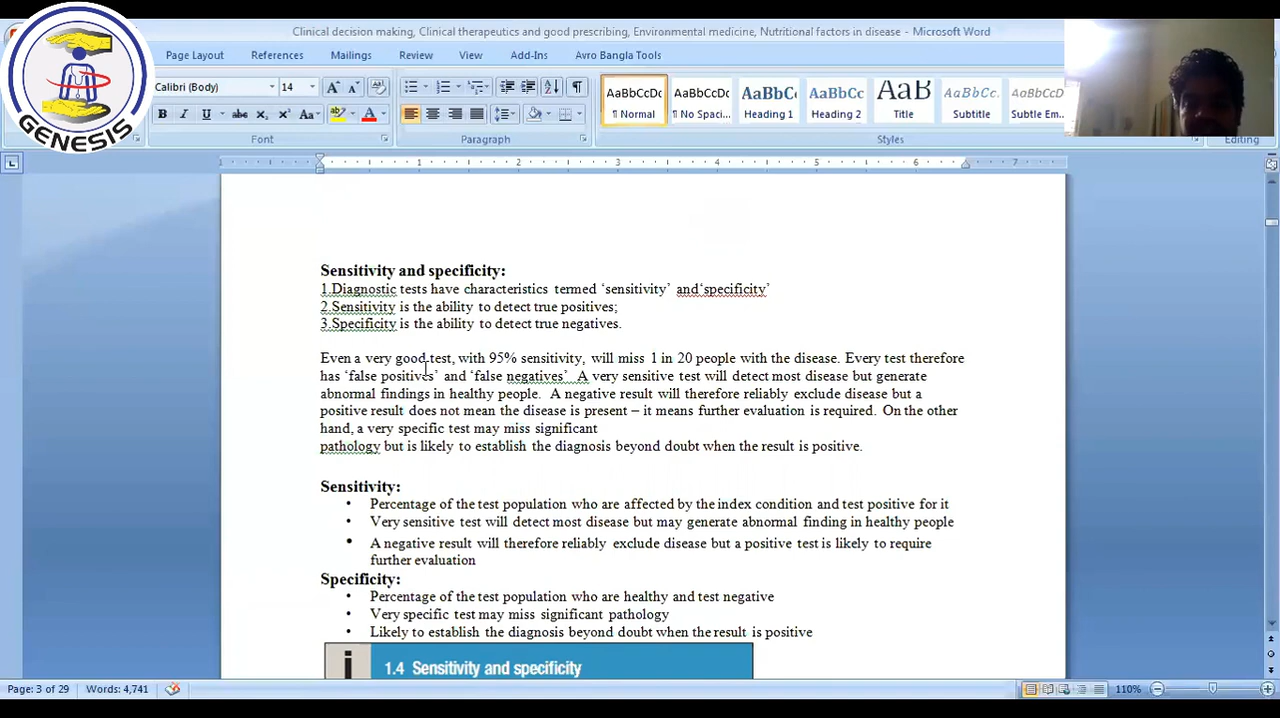 Clinical decision making, Clinical therapeutics and good prescribing, Environmental medicine, Nutritional factors in disease - Microsoft Word
GENESIS
Page Layout References Mailings Review View Add-Ins Avro Bangla Tools
Calibri (Body) 14
B I U abe X₂ X² Aa
Font Paragraph Styles Editing
AaBbCcDc AaBbCcDc AaBbCc AaBbCc AaB AaBbCc. AaBbCcDc
¶ Normal ¶ No Spaci... Heading 1 Heading 2 Title Subtitle Subtle Em...
1 1 2 3 4 5 6 7
Sensitivity and specificity:
1.Diagnostic tests have characteristics termed ‘sensitivity’ and‘specificity’
2.Sensitivity is the ability to detect true positives;
3.Specificity is the ability to detect true negatives.
Even a very good test, with 95% sensitivity, will miss 1 in 20 people with the disease. Every test therefore
has ‘false positives’ and ‘false negatives’ A very sensitive test will detect most disease but generate
abnormal findings in healthy people. A negative result will therefore reliably exclude disease but a
positive result does not mean the disease is present – it means further evaluation is required. On the other
hand, a very specific test may miss significant
pathology but is likely to establish the diagnosis beyond doubt when the result is positive.
Sensitivity:
• Percentage of the test population who are affected by the index condition and test positive for it
• Very sensitive test will detect most disease but may generate abnormal finding in healthy people
• A negative result will therefore reliably exclude disease but a positive test is likely to require
further evaluation
Specificity:
• Percentage of the test population who are healthy and test negative
• Very specific test may miss significant pathology
• Likely to establish the diagnosis beyond doubt when the result is positive
i 1.4 Sensitivity and specificity
Page: 3 of 29 Words: 4,741 110%